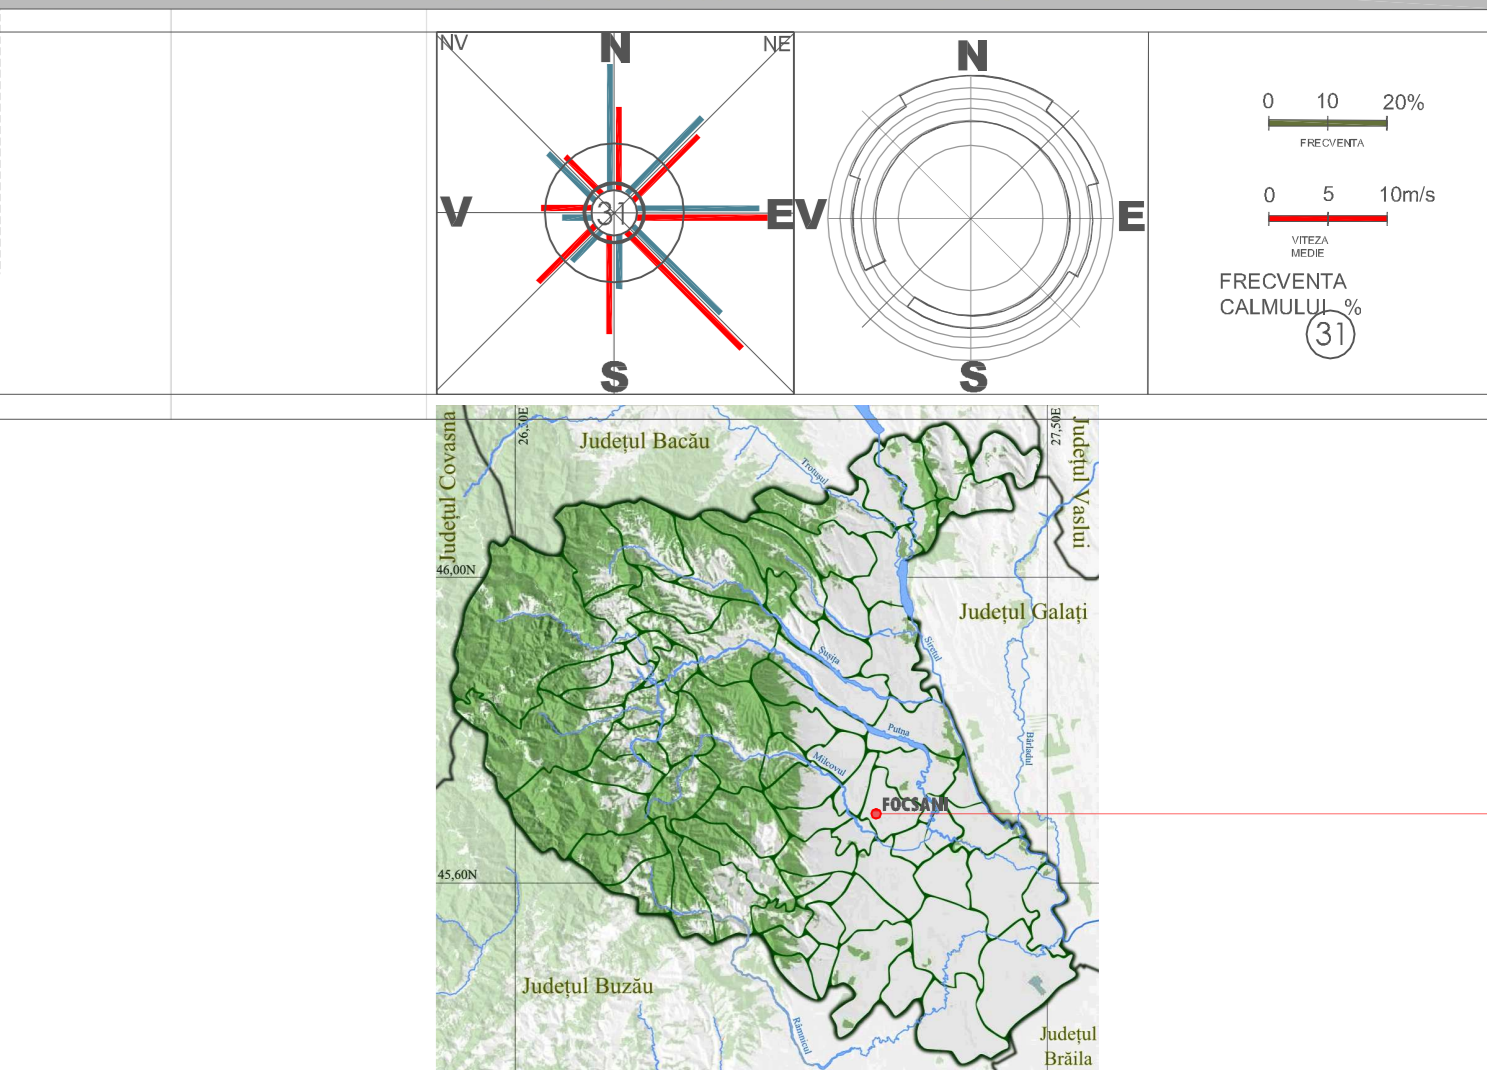 NV
N
NE
V
31
E
S
N
V
E
S
0 10 20%
FRECVENTA
0 5 10m/s
VITEZA
MEDIE
FRECVENTA
CALMULUI %
31
Județul Covasna
26,50E
Județul Bacău
27,50E
Județul Vaslui
Trotușul
46,00N
Județul Galați
Siretul
Șușița
Putna
Bârladul
Milcovul
FOCSANI
45,60N
Județul Buzău
Râmnicul
Județul
Brăila